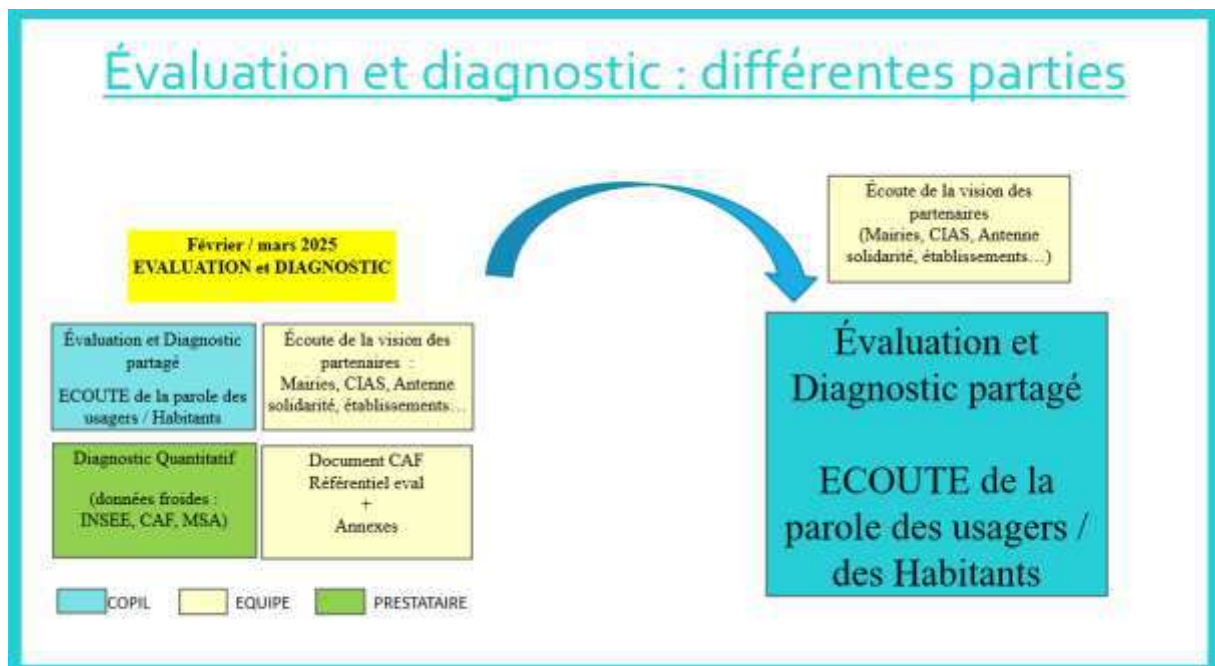 Évaluation et diagnostic : différentes parties
Février / mars 2025
EVALUATION et DIAGNOSTIC
Évaluation et Diagnostic
partagé
ECOUTE de la parole des
usagers / Habitants
Écoute de la vision des
partenaires :
Mairies, CIAS, Antenne
solidarité, établissements…
Diagnostic Quantitatif
(données froides :
INSEE, CAF, MSA)
Document CAF
Référentiel eval
+
Annexes
COPIL
EQUIPE
PRESTATAIRE
Écoute de la vision des
partenaires
(Mairies, CIAS, Antenne
solidarité, établissements…)
Évaluation et
Diagnostic partagé
ECOUTE de la
parole des usagers /
des Habitants